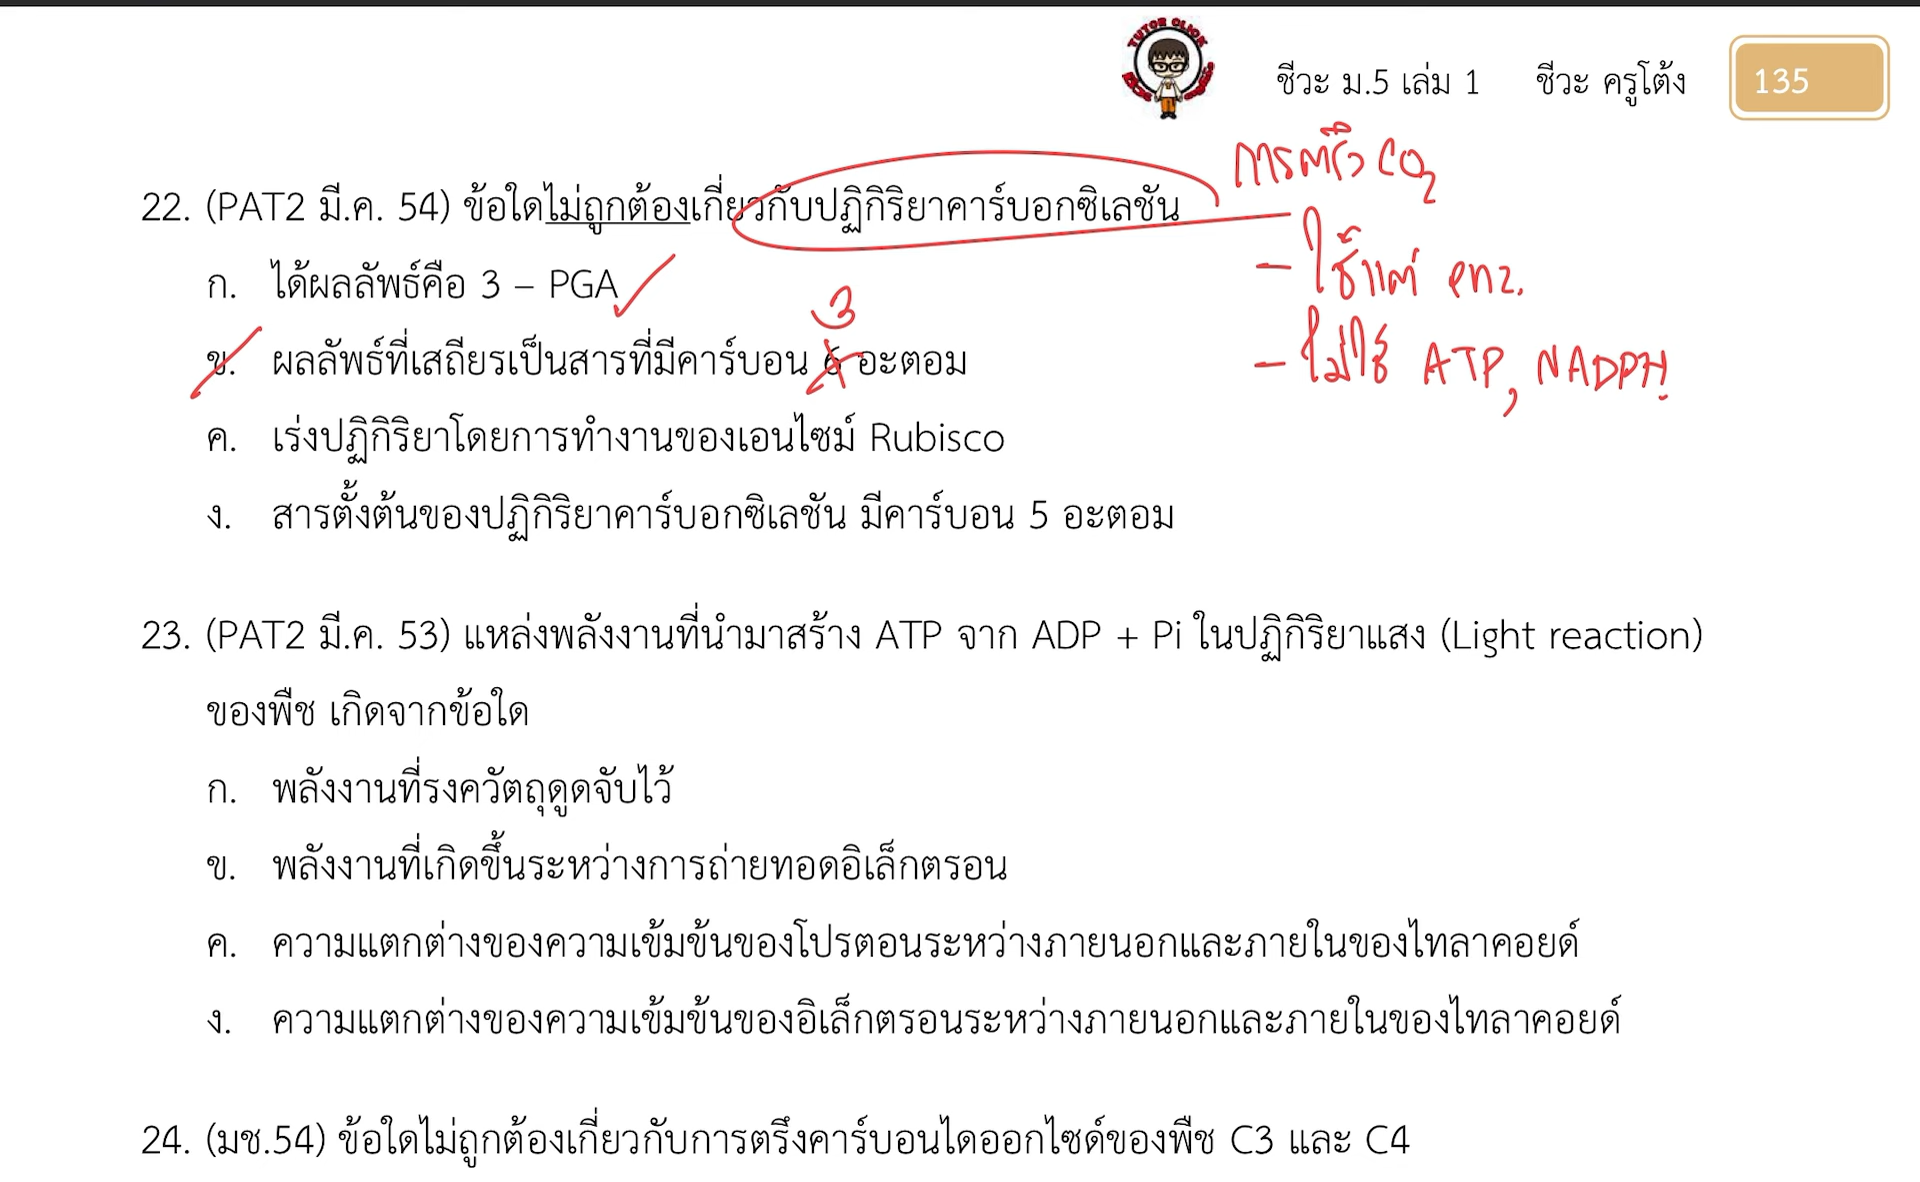 TUTOR CLICK
ชีวะ ม.5 เล่ม 1 ชีวะ ครูโต้ง 135
การตรึง CO2
22. (PAT2 มี.ค. 54) ข้อใดไม่ถูกต้องเกี่ยวกับปฏิกิริยาคาร์บอกซิเลชัน
- ใช้แต่ enz.
ก. ได้ผลลัพธ์คือ 3 – PGA
3
- ไม่ใช้ ATP, NADPH
ข. ผลลัพธ์ที่เสถียรเป็นสารที่มีคาร์บอน 6 อะตอม
ค. เร่งปฏิกิริยาโดยการทำงานของเอนไซม์ Rubisco
ง. สารตั้งต้นของปฏิกิริยาคาร์บอกซิเลชัน มีคาร์บอน 5 อะตอม
23. (PAT2 มี.ค. 53) แหล่งพลังงานที่นำมาสร้าง ATP จาก ADP + Pi ในปฏิกิริยาแสง (Light reaction)
ของพืช เกิดจากข้อใด
ก. พลังงานที่รงควัตถุดูดจับไว้
ข. พลังงานที่เกิดขึ้นระหว่างการถ่ายทอดอิเล็กตรอน
ค. ความแตกต่างของความเข้มข้นของโปรตอนระหว่างภายนอกและภายในของไทลาคอยด์
ง. ความแตกต่างของความเข้มข้นของอิเล็กตรอนระหว่างภายนอกและภายในของไทลาคอยด์
24. (มช.54) ข้อใดไม่ถูกต้องเกี่ยวกับการตรึงคาร์บอนไดออกไซด์ของพืช C3 และ C4